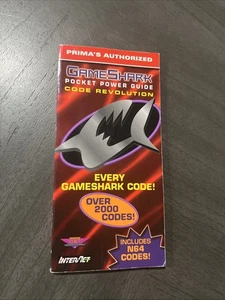 PRIMA'S AUTHORIZED
GAMESHARK
POCKET POWER GUIDE
CODE REVOLUTION
EVERY
GAMESHARK CODE!
OVER
2000
CODES!
INCLUDES
N64
CODES!
INTERACT